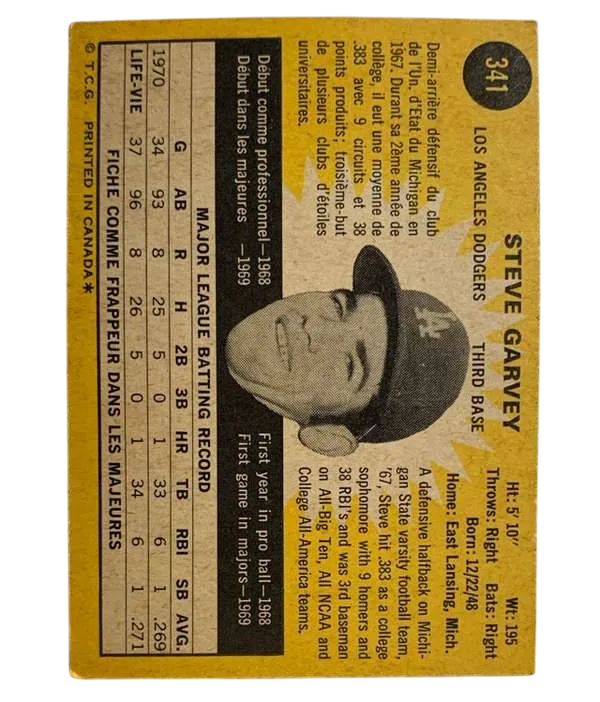 341
STEVE GARVEY
LOS ANGELES DODGERS THIRD BASE
Ht: 5' 10" Wt: 195
Throws: Right Bats: Right
Born: 12/22/48
Home: East Lansing, Mich.
Demi-arrière défensif du club
de l'Un. d'Etat du Michigan en
1967. Durant sa 2ème année de
collège, il eut une moyenne de
.383 avec 9 circuits et 38
points produits; troisième-but
de plusieurs clubs d'étoiles
universitaires.
LA
A defensive halfback on Michi-
gan State varsity football team,
'67, Steve hit .383 as a college
sophomore with 9 homers and
38 RBI's and was 3rd baseman
on All-Big Ten, All NCAA and
College All-America teams.
Début comme professionnel—1968
Début dans les majeures —1969
First year in pro ball—1968
First game in majors—1969
MAJOR LEAGUE BATTING RECORD
G AB R H 2B 3B HR TB RBI SB AVG.
1970 34 93 8 25 5 0 1 33 6 1 .269
LIFE-VIE 37 96 8 26 5 0 1 34 6 1 .271
FICHE COMME FRAPPEUR DANS LES MAJEURES
© T.C.G. PRINTED IN CANADA*